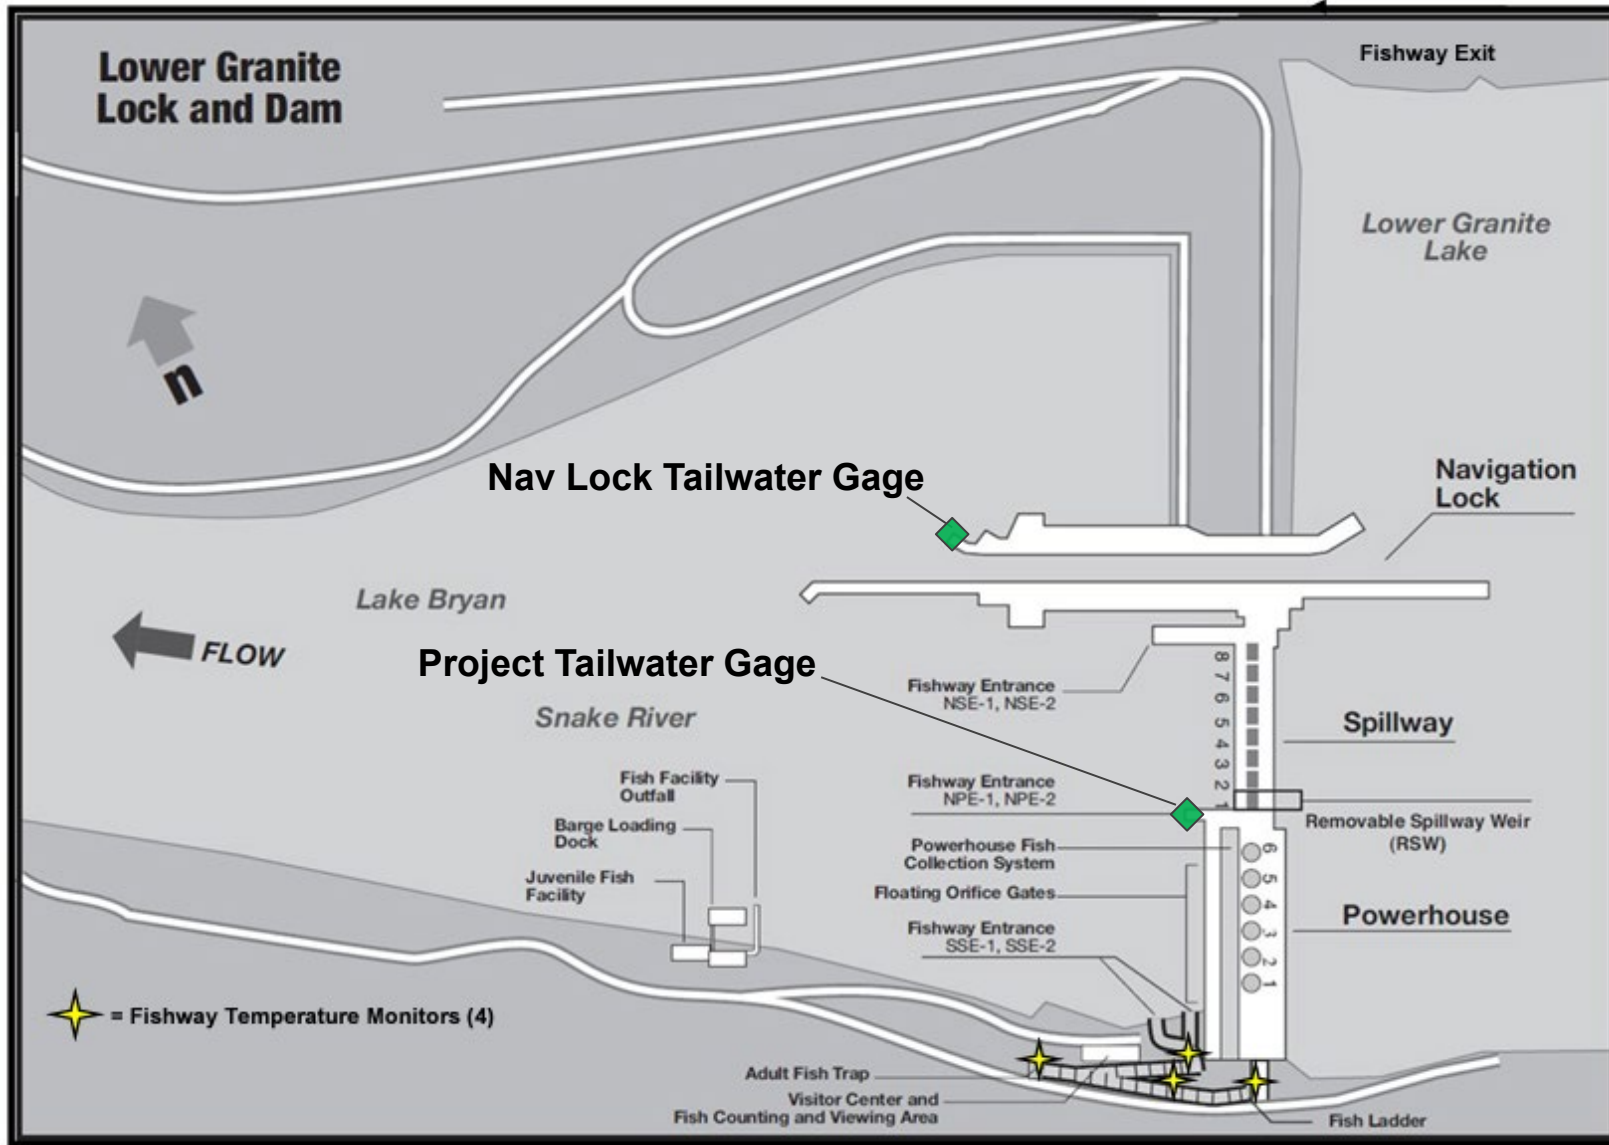 Lower Granite
Lock and Dam
Fishway Exit
Lower Granite
Lake
n
Nav Lock Tailwater Gage
Navigation
Lock
Lake Bryan
FLOW
Project Tailwater Gage
Snake River
Fishway Entrance
NSE-1, NSE-2
8
7
6
5
4
3
2
1
Spillway
Fish Facility
Outfall
Fishway Entrance
NPE-1, NPE-2
Removable Spillway Weir
(RSW)
Barge Loading
Dock
Powerhouse Fish
Collection System
Juvenile Fish
Facility
Floating Orifice Gates
6
5
4
3
2
1
Powerhouse
Fishway Entrance
SSE-1, SSE-2
= Fishway Temperature Monitors (4)
Adult Fish Trap
Visitor Center and
Fish Counting and Viewing Area
Fish Ladder